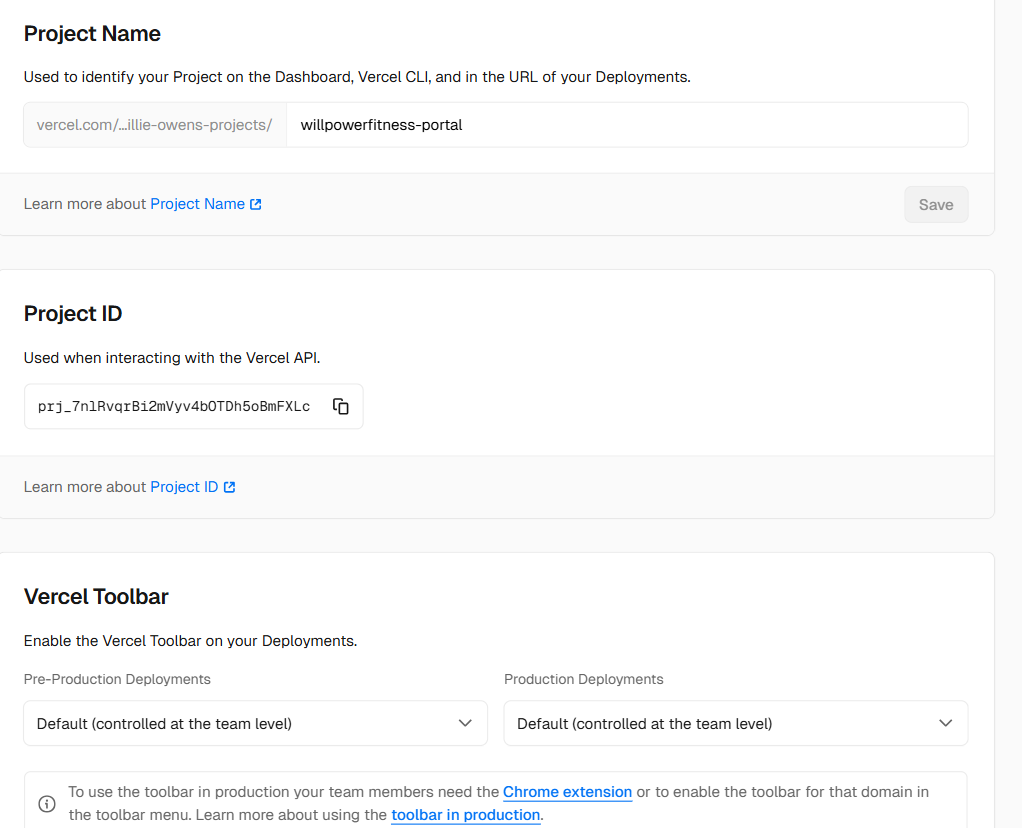 Project Name
Used to identify your Project on the Dashboard, Vercel CLI, and in the URL of your Deployments.
vercel.com/...illie-owens-projects/ willpowerfitness-portal
Learn more about Project Name Save
Project ID
Used when interacting with the Vercel API.
prj_7nlRvqrBi2mVyv4bOTDh5oBmFXLc
Learn more about Project ID
Vercel Toolbar
Enable the Vercel Toolbar on your Deployments.
Pre-Production Deployments Production Deployments
Default (controlled at the team level) Default (controlled at the team level)
To use the toolbar in production your team members need the Chrome extension or to enable the toolbar for that domain in
the toolbar menu. Learn more about using the toolbar in production.